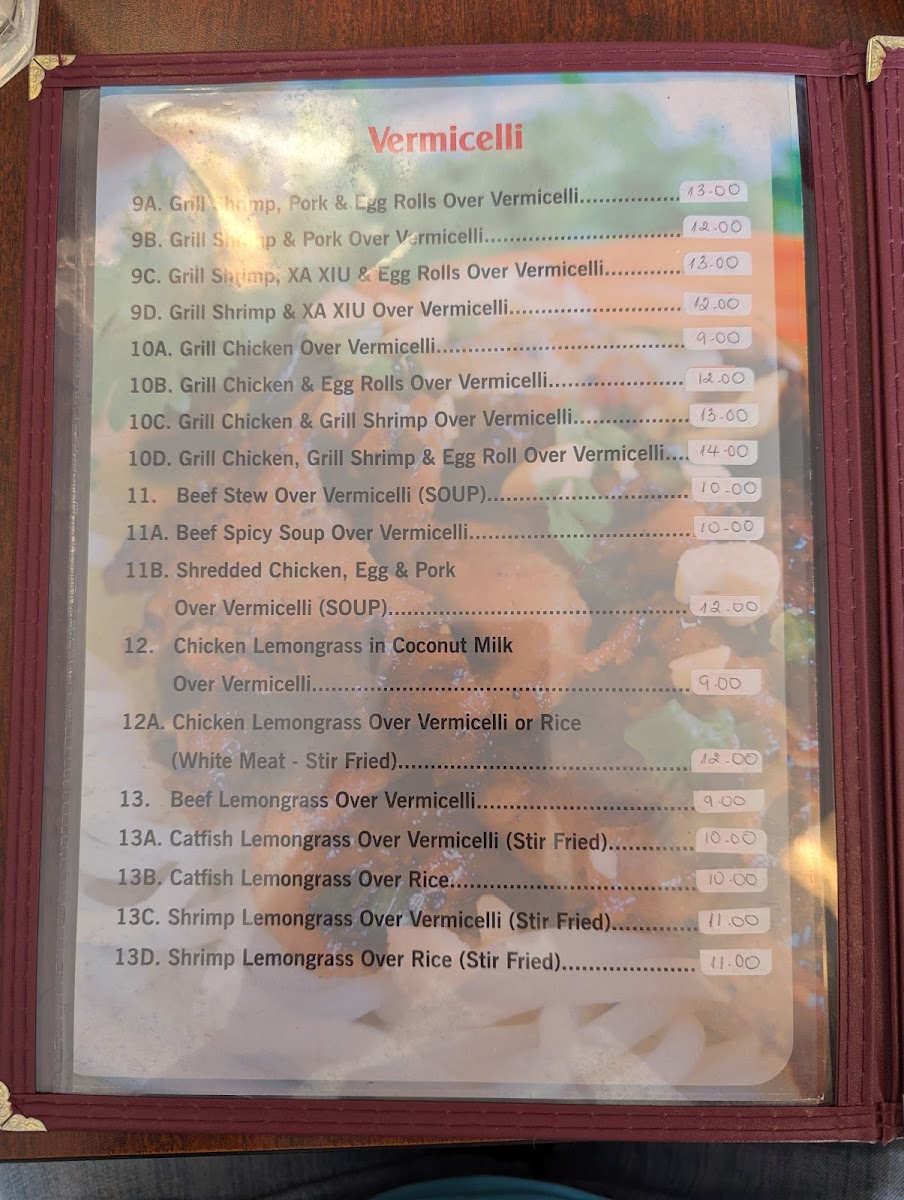 Vermicelli
9A. Grill Shrimp, Pork & Egg Rolls Over Vermicelli................... 13.00
9B. Grill Shrimp & Pork Over Vermicelli..................................... 12.00
9C. Grill Shrimp, XA XIU & Egg Rolls Over Vermicelli.............. 13.00
9D. Grill Shrimp & XA XIU Over Vermicelli................................ 12.00
10A. Grill Chicken Over Vermicelli.............................................. 9.00
10B. Grill Chicken & Egg Rolls Over Vermicelli......................... 12.00
10C. Grill Chicken & Grill Shrimp Over Vermicelli...................... 13.00
10D. Grill Chicken, Grill Shrimp & Egg Roll Over Vermicelli.... 14.00
11. Beef Stew Over Vermicelli (SOUP)...................................... 10.00
11A. Beef Spicy Soup Over Vermicelli......................................... 10.00
11B. Shredded Chicken, Egg & Pork
Over Vermicelli (SOUP)........................................................ 12.00
12. Chicken Lemongrass in Coconut Milk
Over Vermicelli...................................................................... 9.00
12A. Chicken Lemongrass Over Vermicelli or Rice
(White Meat - Stir Fried)...................................................... 12.00
13. Beef Lemongrass Over Vermicelli........................................ 9.00
13A. Catfish Lemongrass Over Vermicelli (Stir Fried)............... 10.00
13B. Catfish Lemongrass Over Rice............................................ 10.00
13C. Shrimp Lemongrass Over Vermicelli (Stir Fried)............... 11.00
13D. Shrimp Lemongrass Over Rice (Stir Fried)........................ 11.00